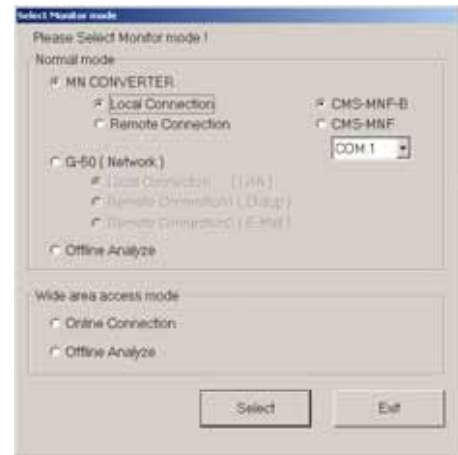 Select Monitor mode
Please Select Monitor mode !
Normal mode
MN CONVERTER
Local Connection
CMS-MNF-B
Remote Connection
CMS-MNF
COM 1
G-50 ( Network )
Local Connection ( LAN )
Remote Connection1 ( Dialup )
Remote Connection2 ( E-Mail )
Offline Analyze
Wide area access mode
Online Connection
Offline Analyze
Select
Exit